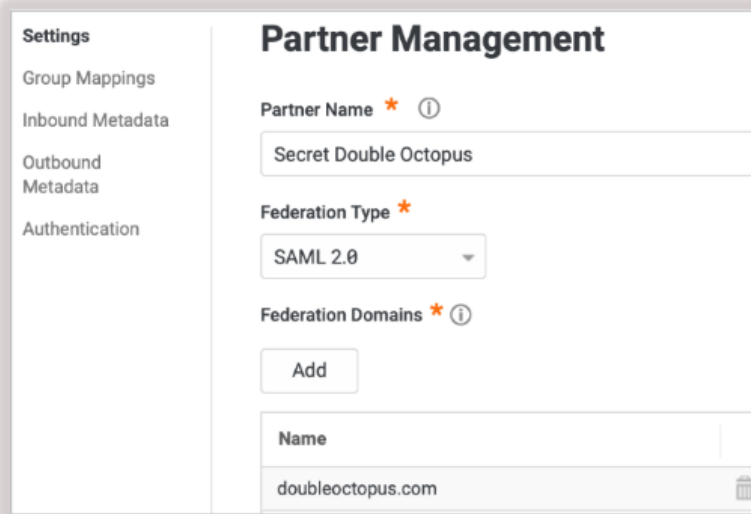 Settings
Group Mappings
Inbound Metadata
Outbound
Metadata
Authentication
Partner Management
Partner Name *
Secret Double Octopus
Federation Type *
SAML 2.0
Federation Domains *
Add
Name
doubleoctopus.com